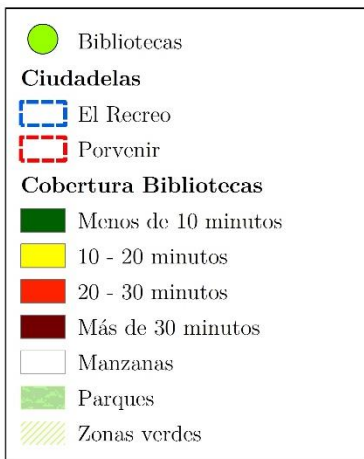 Bibliotecas
Ciudadelas
El Recreo
Porvenir
Cobertura Bibliotecas
Menos de 10 minutos
10 - 20 minutos
20 - 30 minutos
Más de 30 minutos
Manzanas
Parques
Zonas verdes